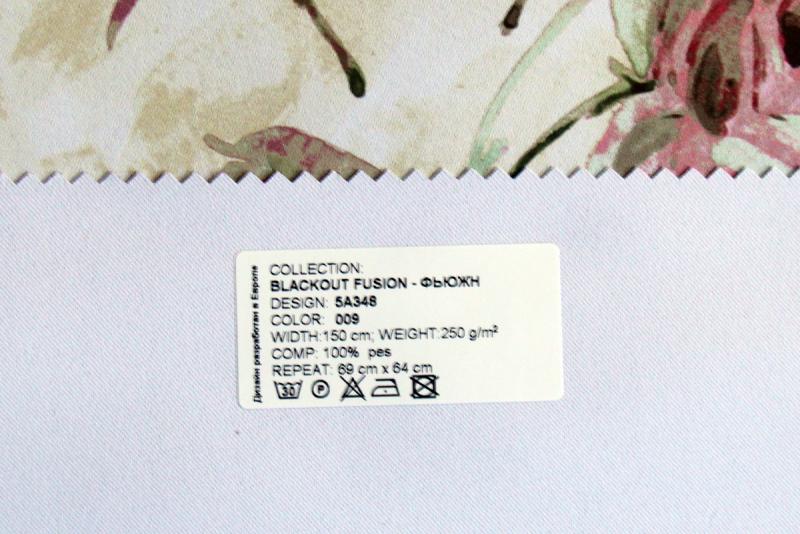 COLLECTION:
BLACKOUT FUSION - ФЬЮЖН
DESIGN: 5A348
COLOR: 009
WIDTH:150 cm; WEIGHT:250 g/m²
COMP: 100% pes
REPEAT: 69 cm x 64 cm
30 P
Дизайн разработан в Европе